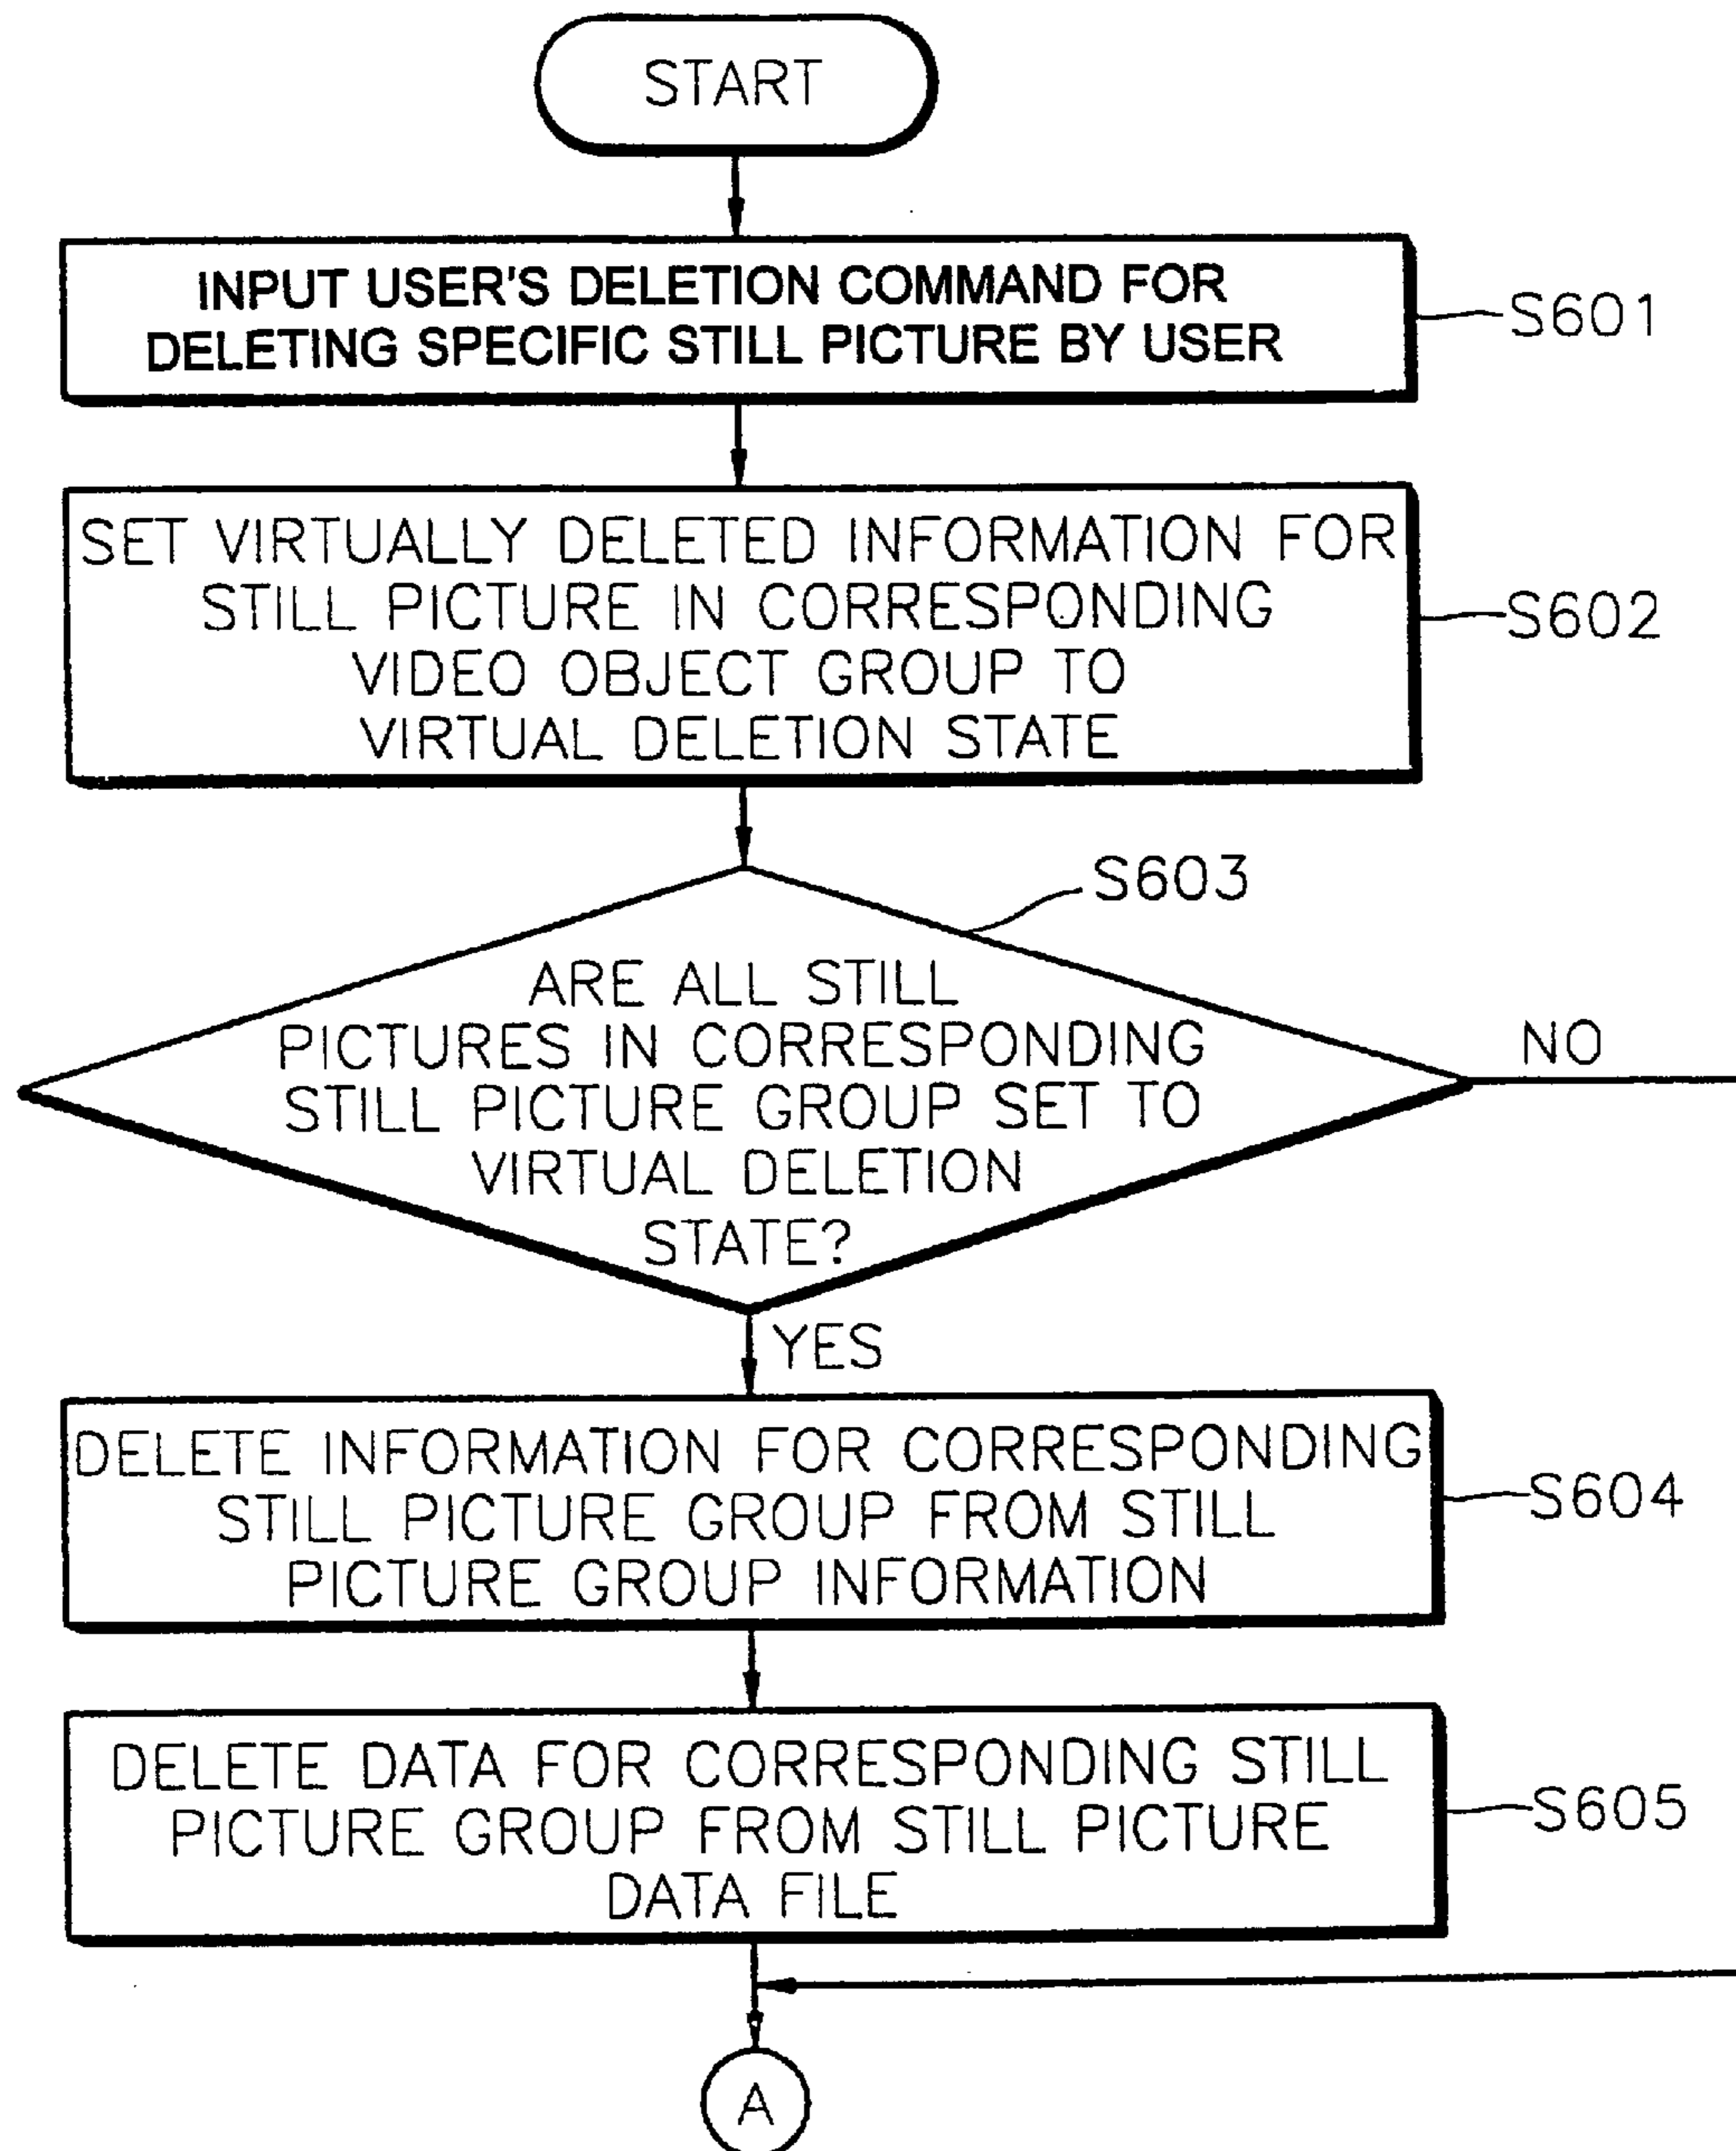 START
INPUT USER'S DELETION COMMAND FOR
DELETING SPECIFIC STILL PICTURE BY USER
S601
SET VIRTUALLY DELETED INFORMATION FOR
STILL PICTURE IN CORRESPONDING
VIDEO OBJECT GROUP TO
VIRTUAL DELETION STATE
S602
S603
ARE ALL STILL
PICTURES IN CORRESPONDING
STILL PICTURE GROUP SET TO
VIRTUAL DELETION
STATE?
NO
YES
DELETE INFORMATION FOR CORRESPONDING
STILL PICTURE GROUP FROM STILL
PICTURE GROUP INFORMATION
S604
DELETE DATA FOR CORRESPONDING STILL
PICTURE GROUP FROM STILL PICTURE
DATA FILE
S605
A